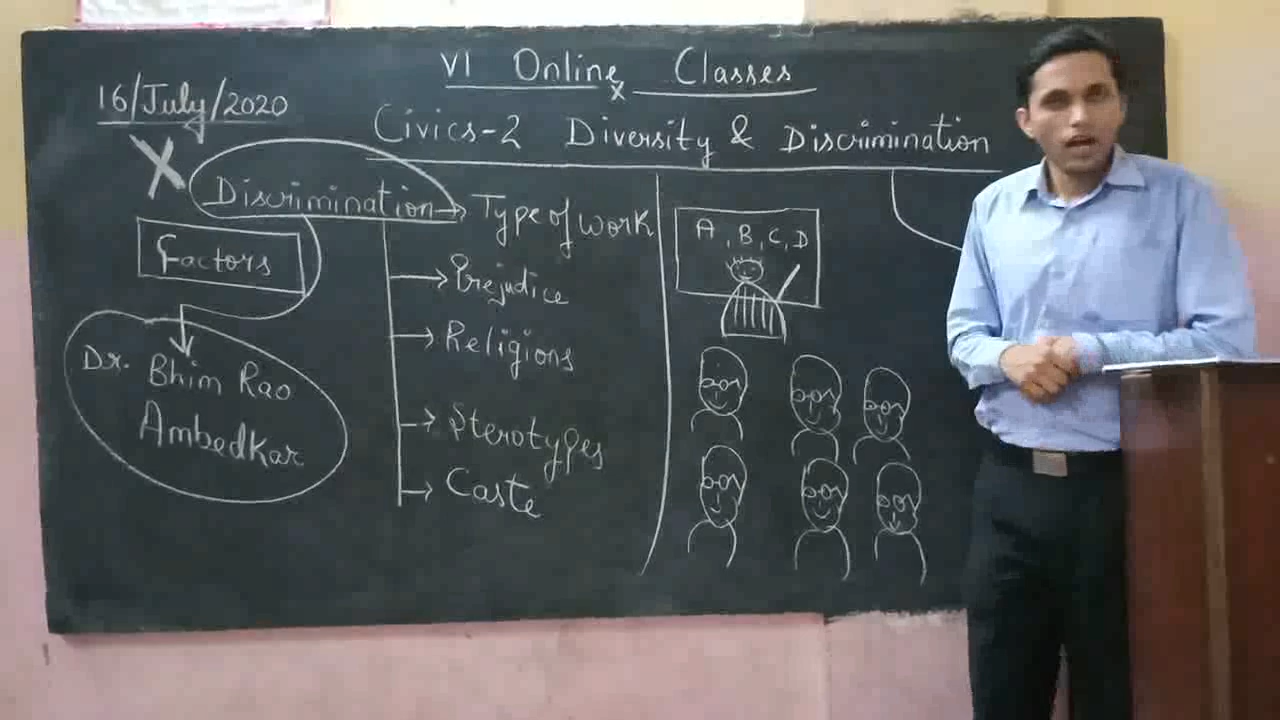 VI Online Classes
16/July/2020
Civics-2 Diversity & Discrimination
Discrimination
Type of work
Factors
Prejudice
Religions
Sterotypes
Caste
Dr. Bhim Rao
Ambedkar
A, B, C, D